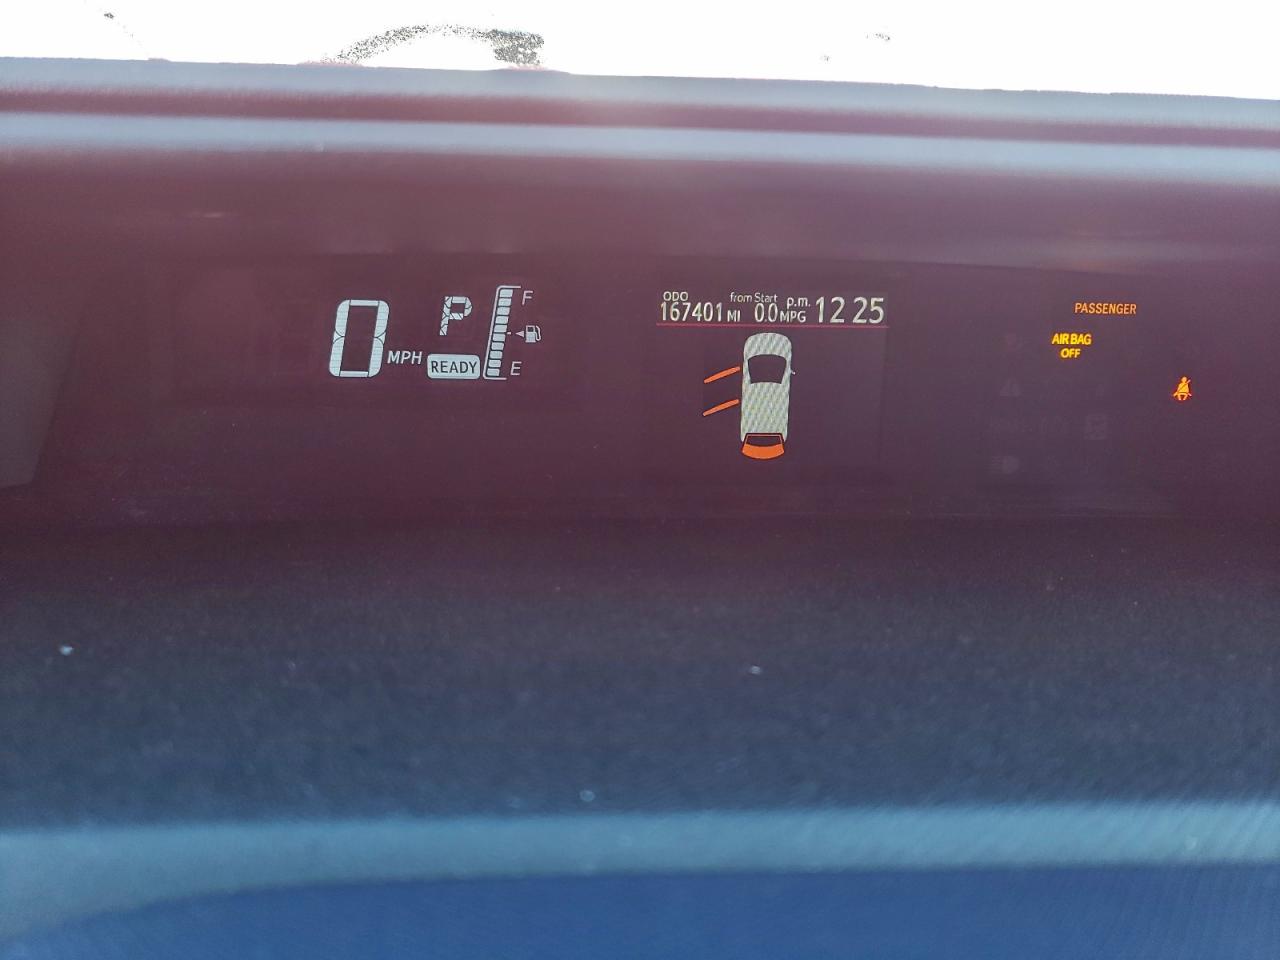 0 MPH
P
READY
F
E
ODO
167401 MI
from Start
0.0 MPG
p.m. 12 25
PASSENGER
AIR BAG
OFF